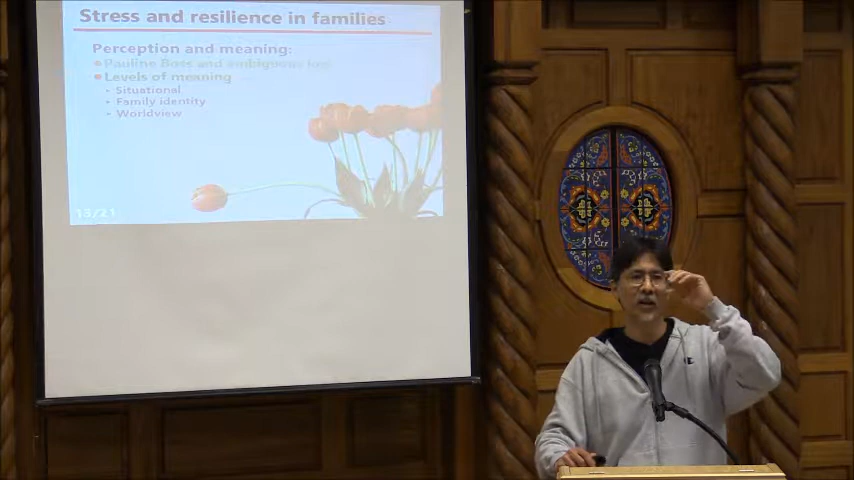 Stress and resilience in families
Perception and meaning:
Pauline Boss and ambiguous loss
Levels of meaning
Situational
Family identity
Worldview
13/21